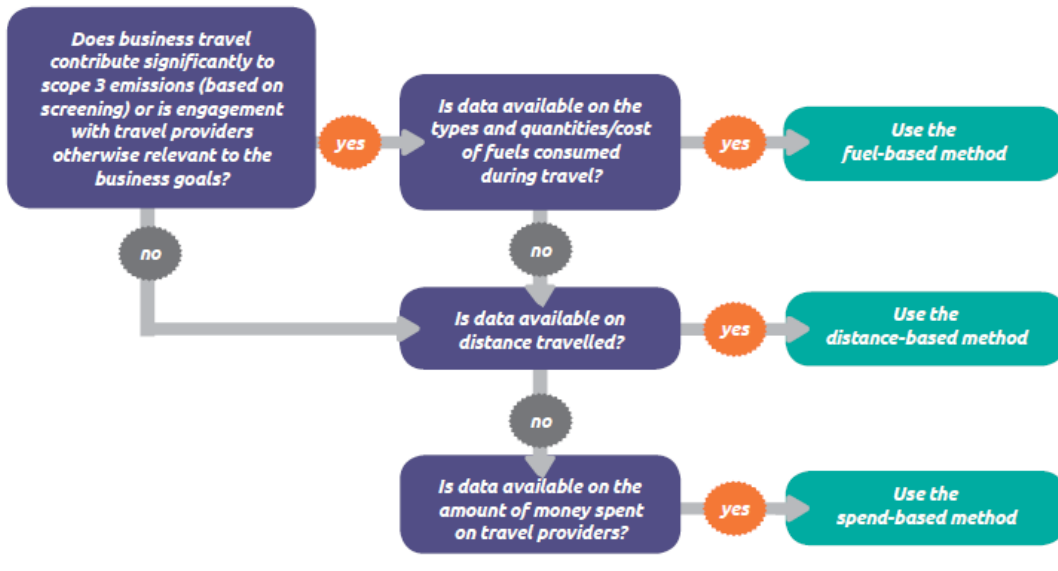 Does business travel
contribute significantly to
scope 3 emissions (based on
screening) or is engagement
with travel providers
otherwise relevant to the
business goals?
yes
Is data available on the
types and quantities/cost
of fuels consumed
during travel?
yes
Use the
fuel-based method
no
no
Is data available on
distance travelled?
yes
Use the
distance-based method
no
Is data available on the
amount of money spent
on travel providers?
yes
Use the
spend-based method